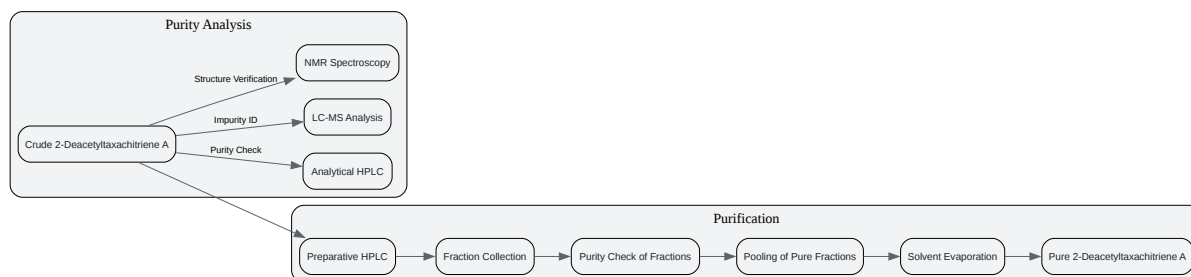 Purity Analysis
NMR Spectroscopy
Structure Verification
LC-MS Analysis
Impurity ID
Crude 2-Deacetyltaxachitriene A
Purity Check
Analytical HPLC
Purification
Preparative HPLC
Fraction Collection
Purity Check of Fractions
Pooling of Pure Fractions
Solvent Evaporation
Pure 2-Deacetyltaxachitriene A